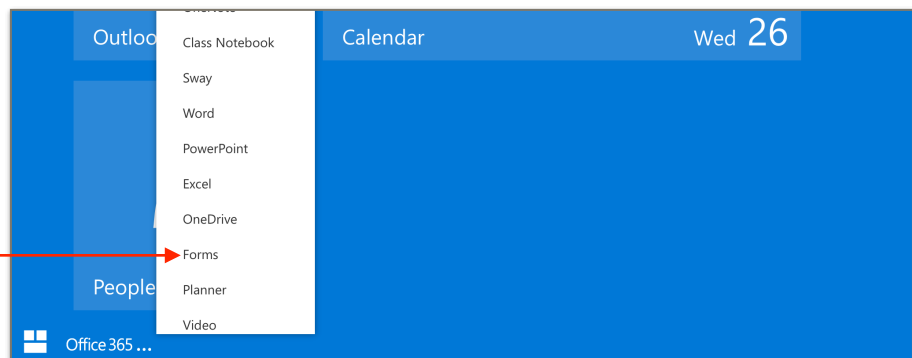 Outloo
Calendar
Wed 26
Class Notebook
Sway
Word
PowerPoint
Excel
OneDrive
Forms
People
Planner
Video
Office 365 ...